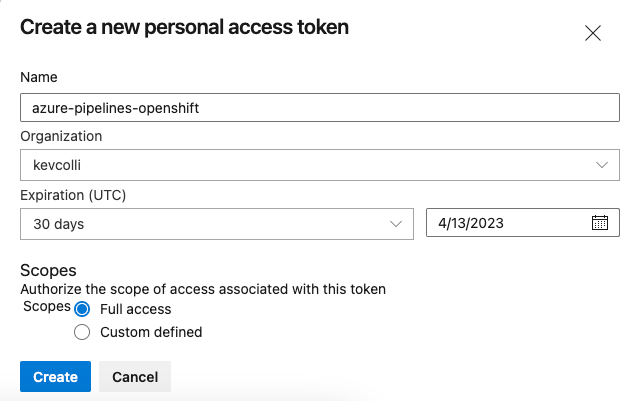 Create a new personal access token
Name
azure-pipelines-openshift
Organization
kevcolli
Expiration (UTC)
30 days 4/13/2023
Scopes
Authorize the scope of access associated with this token
Scopes Full access
Custom defined
Create Cancel